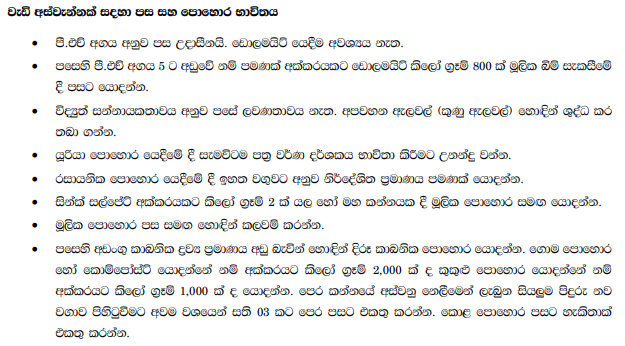 වැඩි අස්වැන්නක් සඳහා පස සහ පොහොර භාවිතය
• පී.එච් අගය අනුව පස උදාසීනයි. ඩොලමයිට් යෙදීම අවශ්‍යය නැත.
• පසෙහි පී.එච් අගය 5 ට අඩුවේ නම් පමණක් අක්කරයකට ඩොලමයිට් කිලෝ ග්‍රෑම් 800 ක් මූලික බිම් සැකසීමේ
දී පසට යොදන්න.
• විද්‍යුත් සන්නායකතාවය අනුව පසේ ලවණතාවය නැත. අපවහන ඇලවල් (කුණු ඇලවල්) හොඳින් ශුද්ධ කර
තබා ගන්න.
• යූරියා පොහොර යෙදීමේ දී සැමවිටම පත්‍ර වර්ණ දර්ශකය භාවිතා කිරීමට උනන්දු වන්න.
• රසායනික පොහොර යෙදීමේ දී ඉහත වගුවට අනුව නිර්දේශිත ප්‍රමාණය පමණක් යොදන්න.
• සින්ක් සල්පේට් අක්කරයකට කිලෝ ග්‍රෑම් 2 ක් යල හෝ මහ කන්නයක දී මූලික පොහොර සමඟ යොදන්න.
• මූලික පොහොර පස සමඟ හොඳින් කලවම් කරන්න.
• පසෙහි අඩංගු කාබනික ද්‍රව්‍ය ප්‍රමාණය අඩු බැවින් හොඳින් දිරූ කාබනික පොහොර යොදන්න. ගොම පොහොර
හෝ කොම්පෝස්ට් යොදන්නේ නම් අක්කරයට කිලෝ ග්‍රෑම් 2,000 ක් ද කුකුළු පොහොර යොදන්නේ නම්
අක්කරයට කිලෝ ග්‍රෑම් 1,000 ක් ද යොදන්න. පෙර කන්නයේ අස්වනු නෙලීමෙන් ලැබුන සියලුම පිදුරු නව
වගාව පිහිටුවීමට අවම වශයෙන් සති 03 කට පෙර පසට එකතු කරන්න. කොළ පොහොර පසට හැකිතාක්
එකතු කරන්න.